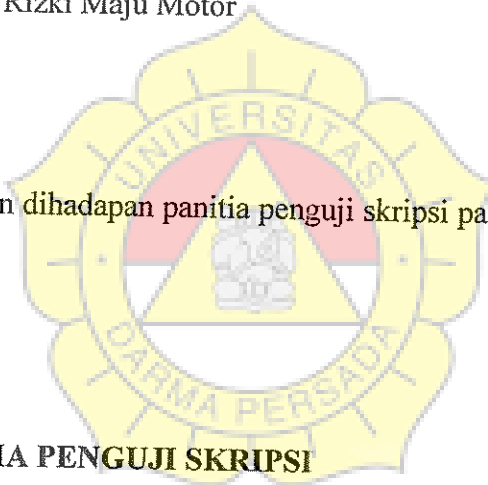 Rizki Maju Motor
n dihadapan panitia penguji skripsi pa
UNIVERSITAS
DARMA PERSADA
IA PENGUJI SKRIPSI